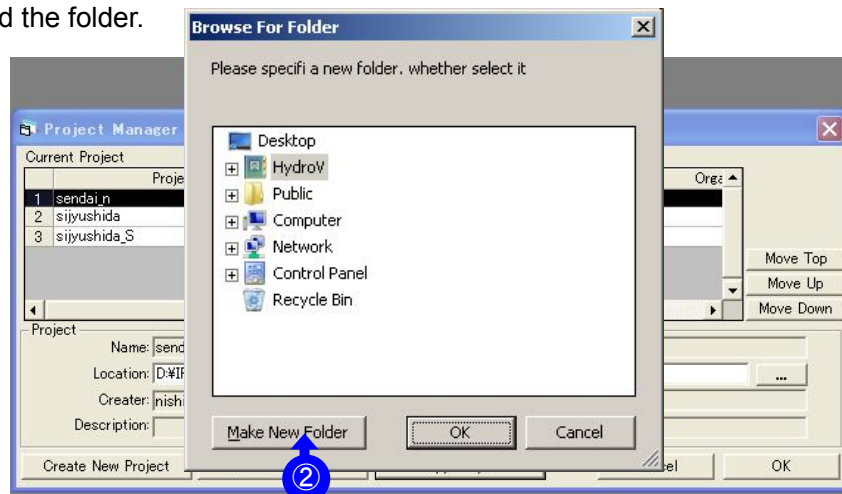 d the folder.
Browse For Folder
Please specifi a new folder. whether select it
Desktop
HydroV
Public
Computer
Network
Control Panel
Recycle Bin
Make New Folder
OK
Cancel
②
Project Manager
Current Project
Proje
Orga
1 sendai_n
2 sijyushida
3 sijyushida_S
Move Top
Move Up
Move Down
Project
Name: send
Location: D:¥IF
...
Creater: nishi
Description:
Create New Project
cel
OK